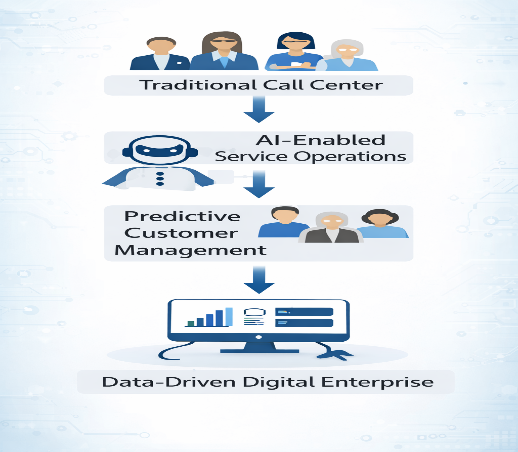 Traditional Call Center
AI-Enabled
Service Operations
Predictive
Customer
Management
Data-Driven Digital Enterprise